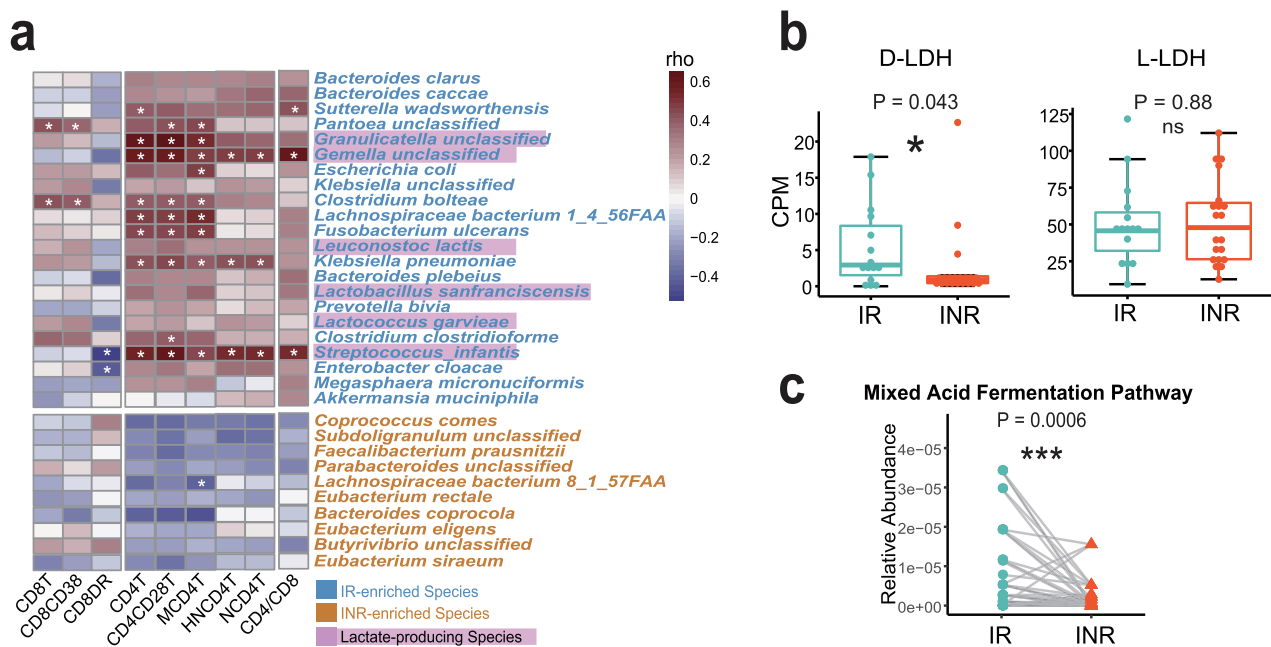 a
rho
0.6
0.4
0.2
0
−0.2
−0.4
Bacteroides clarus
Bacteroides caccae
* * Sutterella wadsworthensis
* * * * Pantoea unclassified
* * * Granulicatella unclassified
* * * * * * Gemella unclassified
* Escherichia coli
Klebsiella unclassified
* * * * * Clostridium bolteae
* * * Lachnospiraceae bacterium 1_4_56FAA
* * * Fusobacterium ulcerans
Leuconostoc lactis
* * * * * Klebsiella pneumoniae
Bacteroides plebeius
Lactobacillus sanfranciscensis
Prevotella bivia
Lactococcus garvieae
* Clostridium clostridioforme
* * * * * * * Streptococcus_infantis
* Enterobacter cloacae
Megasphaera micronuciformis
Akkermansia muciniphila
Coprococcus comes
Subdoligranulum unclassified
Faecalibacterium prausnitzii
Parabacteroides unclassified
* Lachnospiraceae bacterium 8_1_57FAA
Eubacterium rectale
Bacteroides coprocola
Eubacterium eligens
Butyrivibrio unclassified
Eubacterium siraeum
CD8T
CD8CD38
CD8DR
CD4T
CD4CD28T
MCD4T
HNCD4T
NCD4T
CD4/CD8
IR-enriched Species
INR-enriched Species
Lactate-producing Species
b
D-LDH
P = 0.043
*
CPM
20
15
10
5
0
IR INR
L-LDH
P = 0.88
ns
125
100
75
50
25
IR INR
c
Mixed Acid Fermentation Pathway
P = 0.0006
***
Relative Abundance
4e−05
3e−05
2e−05
1e−05
0e+00
IR INR